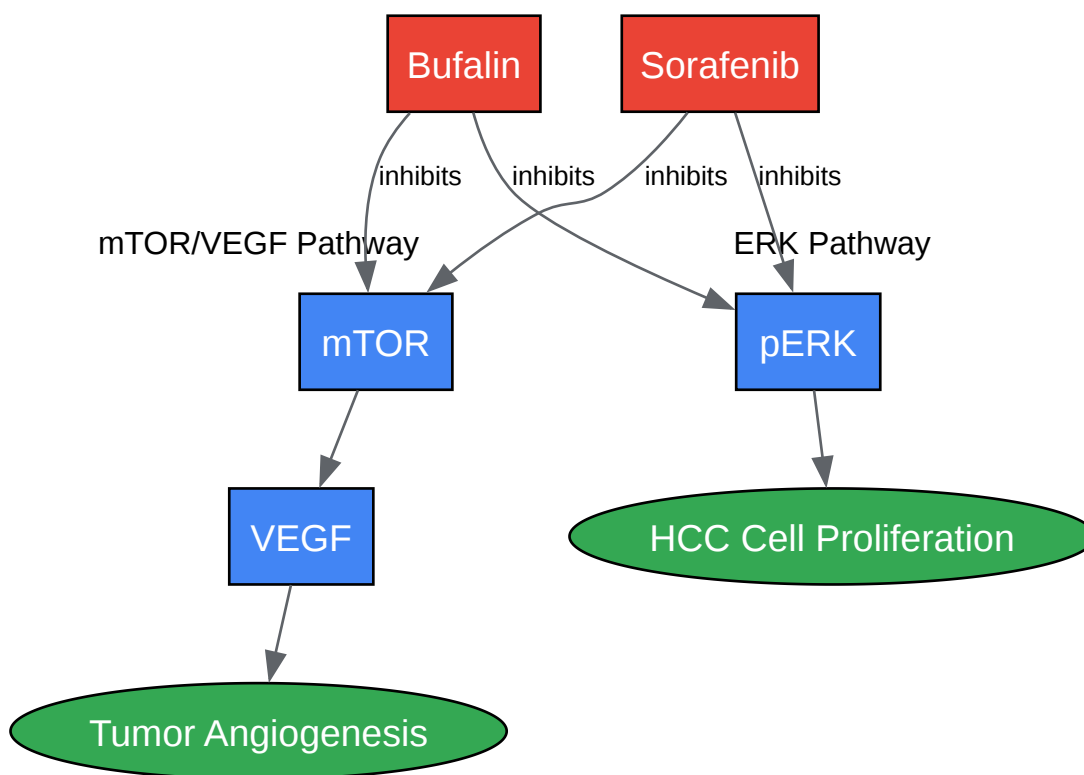 Bufalin
Sorafenib
inhibits
inhibits
inhibits
inhibits
mTOR/VEGF Pathway
ERK Pathway
mTOR
pERK
VEGF
HCC Cell Proliferation
Tumor Angiogenesis